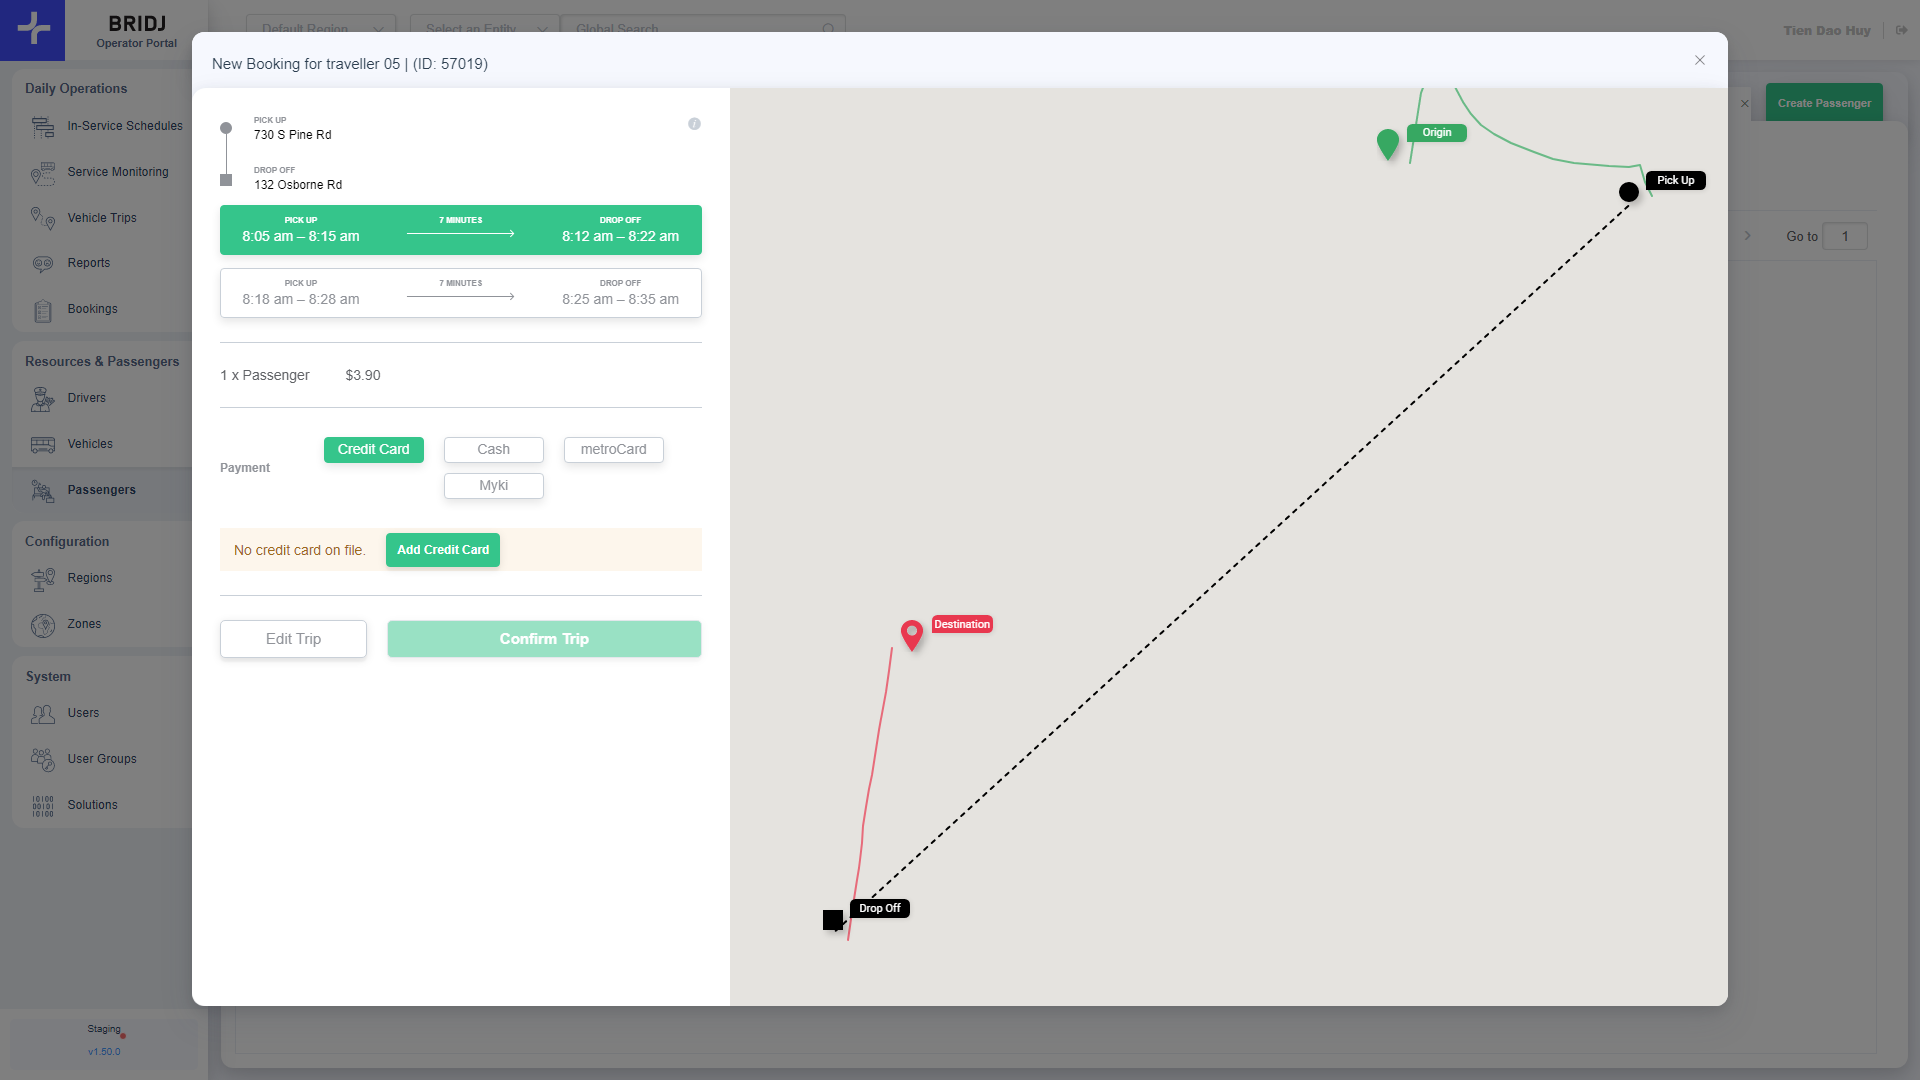 BRIDJ
Operator Portal
Default Region
Select an Entity
Global Search
Tien Dao Huy
Daily Operations
In-Service Schedules
Service Monitoring
Vehicle Trips
Reports
Bookings
Resources & Passengers
Drivers
Vehicles
Passengers
Configuration
Regions
Zones
System
Users
User Groups
Solutions
Staging
v1.50.0
Create Passenger
Go to
1
New Booking for traveller 05 | (ID: 57019)
PICK UP
730 S Pine Rd
DROP OFF
132 Osborne Rd
PICK UP 7 MINUTES DROP OFF
8:05 am – 8:15 am 8:12 am – 8:22 am
PICK UP 7 MINUTES DROP OFF
8:18 am – 8:28 am 8:25 am – 8:35 am
1 x Passenger $3.90
Payment
Credit Card Cash metroCard
Myki
No credit card on file. Add Credit Card
Edit Trip Confirm Trip
Origin
Pick Up
Destination
Drop Off